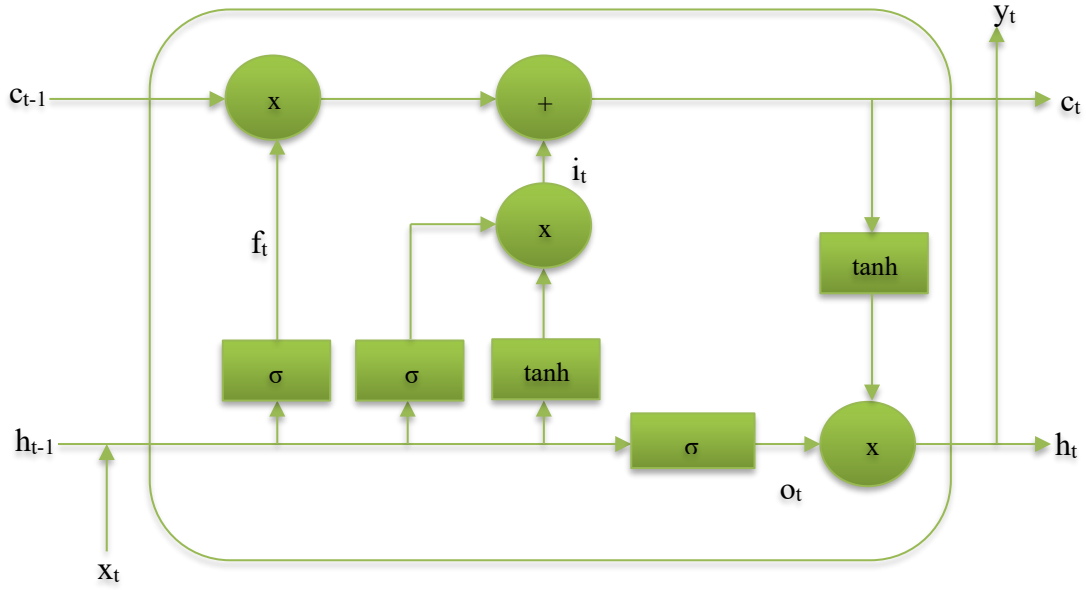 yₜ
cₜ₋₁
x
+
cₜ
iₜ
fₜ
x
tanh
σ
σ
tanh
hₜ₋₁
σ
x
hₜ
oₜ
xₜ